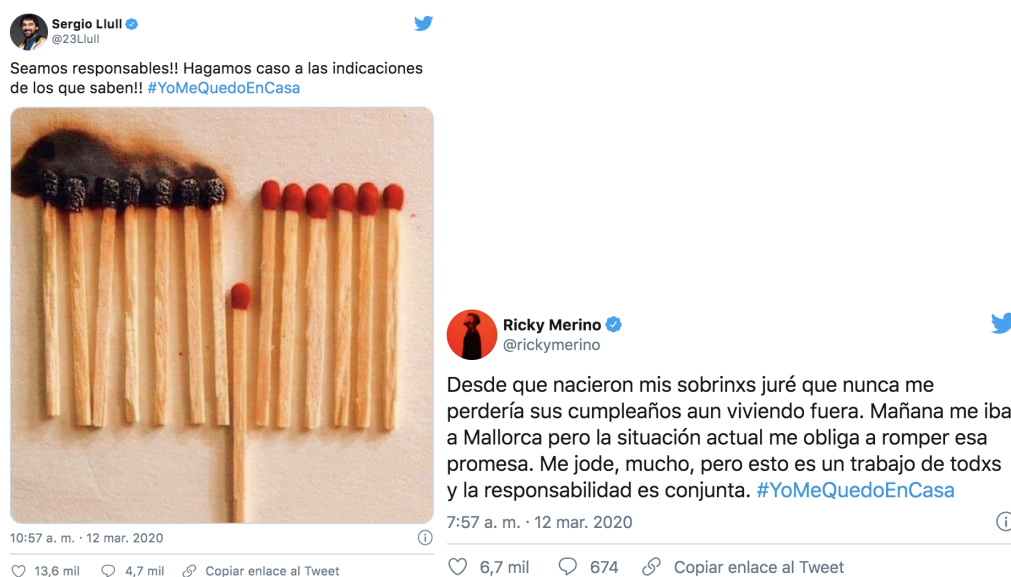 Sergio Llull
@23Llull
Seamos responsables!! Hagamos caso a las indicaciones
de los que saben!! #YoMeQuedoEnCasa
10:57 a. m. · 12 mar. 2020
13,6 mil 4,7 mil Copiar enlace al Tweet
Ricky Merino
@rickymerino
Desde que nacieron mis sobrinxs juré que nunca me
perdería sus cumpleaños aun viviendo fuera. Mañana me iba
a Mallorca pero la situación actual me obliga a romper esa
promesa. Me jode, mucho, pero esto es un trabajo de todxs
y la responsabilidad es conjunta. #YoMeQuedoEnCasa
7:57 a. m. · 12 mar. 2020
6,7 mil 674 Copiar enlace al Tweet